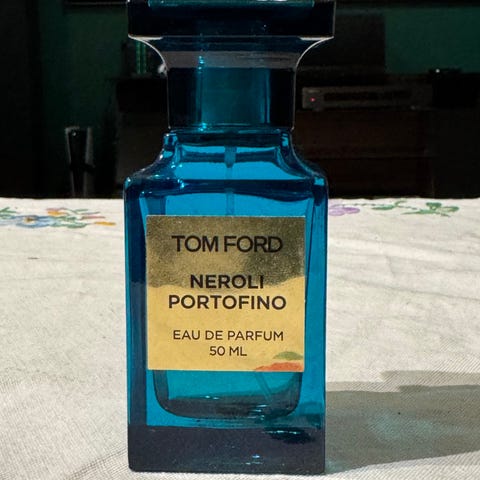 TOM FORD
NEROLI
PORTOFINO
EAU DE PARFUM
50 ML